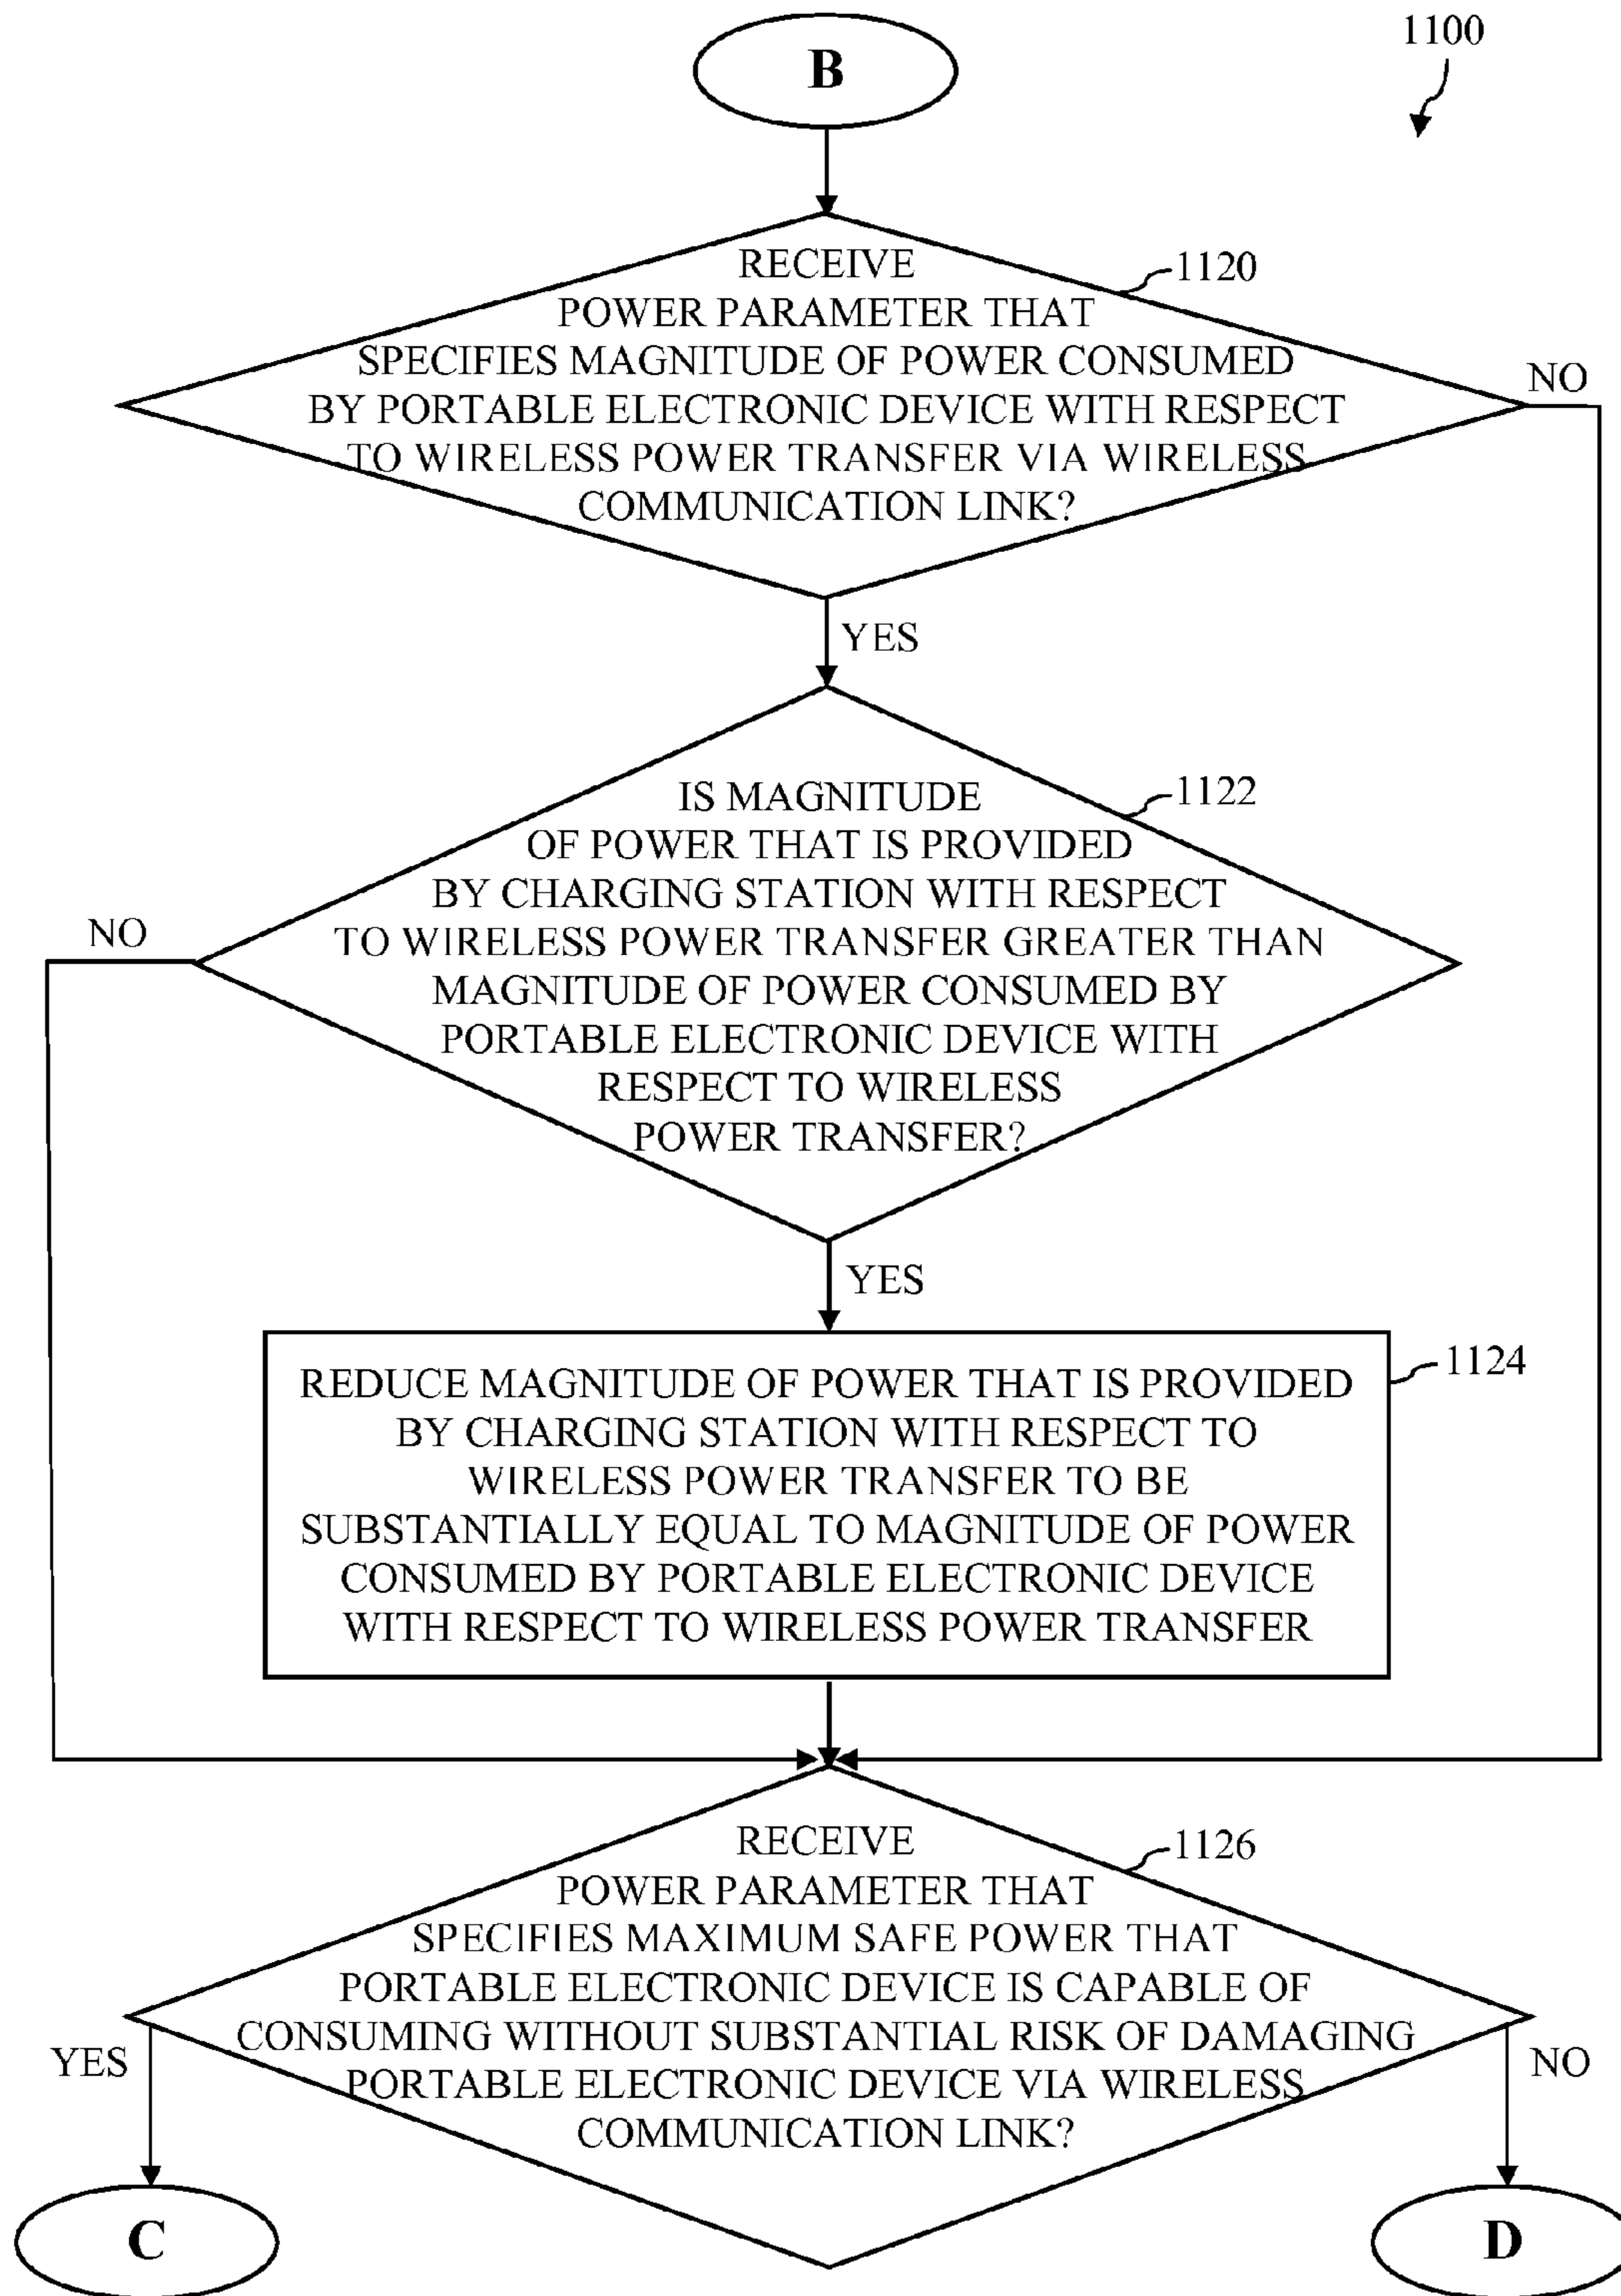 1100
B
RECEIVE
POWER PARAMETER THAT
SPECIFIES MAGNITUDE OF POWER CONSUMED
BY PORTABLE ELECTRONIC DEVICE WITH RESPECT
TO WIRELESS POWER TRANSFER VIA WIRELESS
COMMUNICATION LINK?
1120
NO
YES
IS MAGNITUDE
OF POWER THAT IS PROVIDED
BY CHARGING STATION WITH RESPECT
TO WIRELESS POWER TRANSFER GREATER THAN
MAGNITUDE OF POWER CONSUMED BY
PORTABLE ELECTRONIC DEVICE WITH
RESPECT TO WIRELESS
POWER TRANSFER?
1122
NO
YES
REDUCE MAGNITUDE OF POWER THAT IS PROVIDED
BY CHARGING STATION WITH RESPECT TO
WIRELESS POWER TRANSFER TO BE
SUBSTANTIALLY EQUAL TO MAGNITUDE OF POWER
CONSUMED BY PORTABLE ELECTRONIC DEVICE
WITH RESPECT TO WIRELESS POWER TRANSFER
1124
RECEIVE
POWER PARAMETER THAT
SPECIFIES MAXIMUM SAFE POWER THAT
PORTABLE ELECTRONIC DEVICE IS CAPABLE OF
CONSUMING WITHOUT SUBSTANTIAL RISK OF DAMAGING
PORTABLE ELECTRONIC DEVICE VIA WIRELESS
COMMUNICATION LINK?
1126
YES
NO
C
D